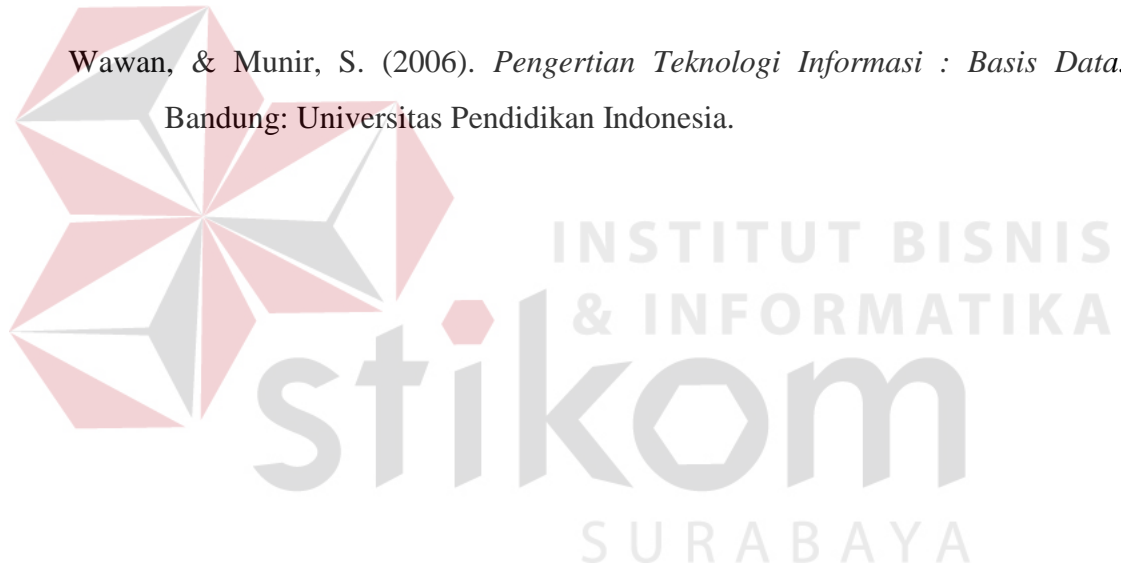 Wawan, & Munir, S. (2006). Pengertian Teknologi Informasi : Basis Data.
Bandung: Universitas Pendidikan Indonesia.
INSTITUT BISNIS
& INFORMATIKA
stikom
SURABAYA